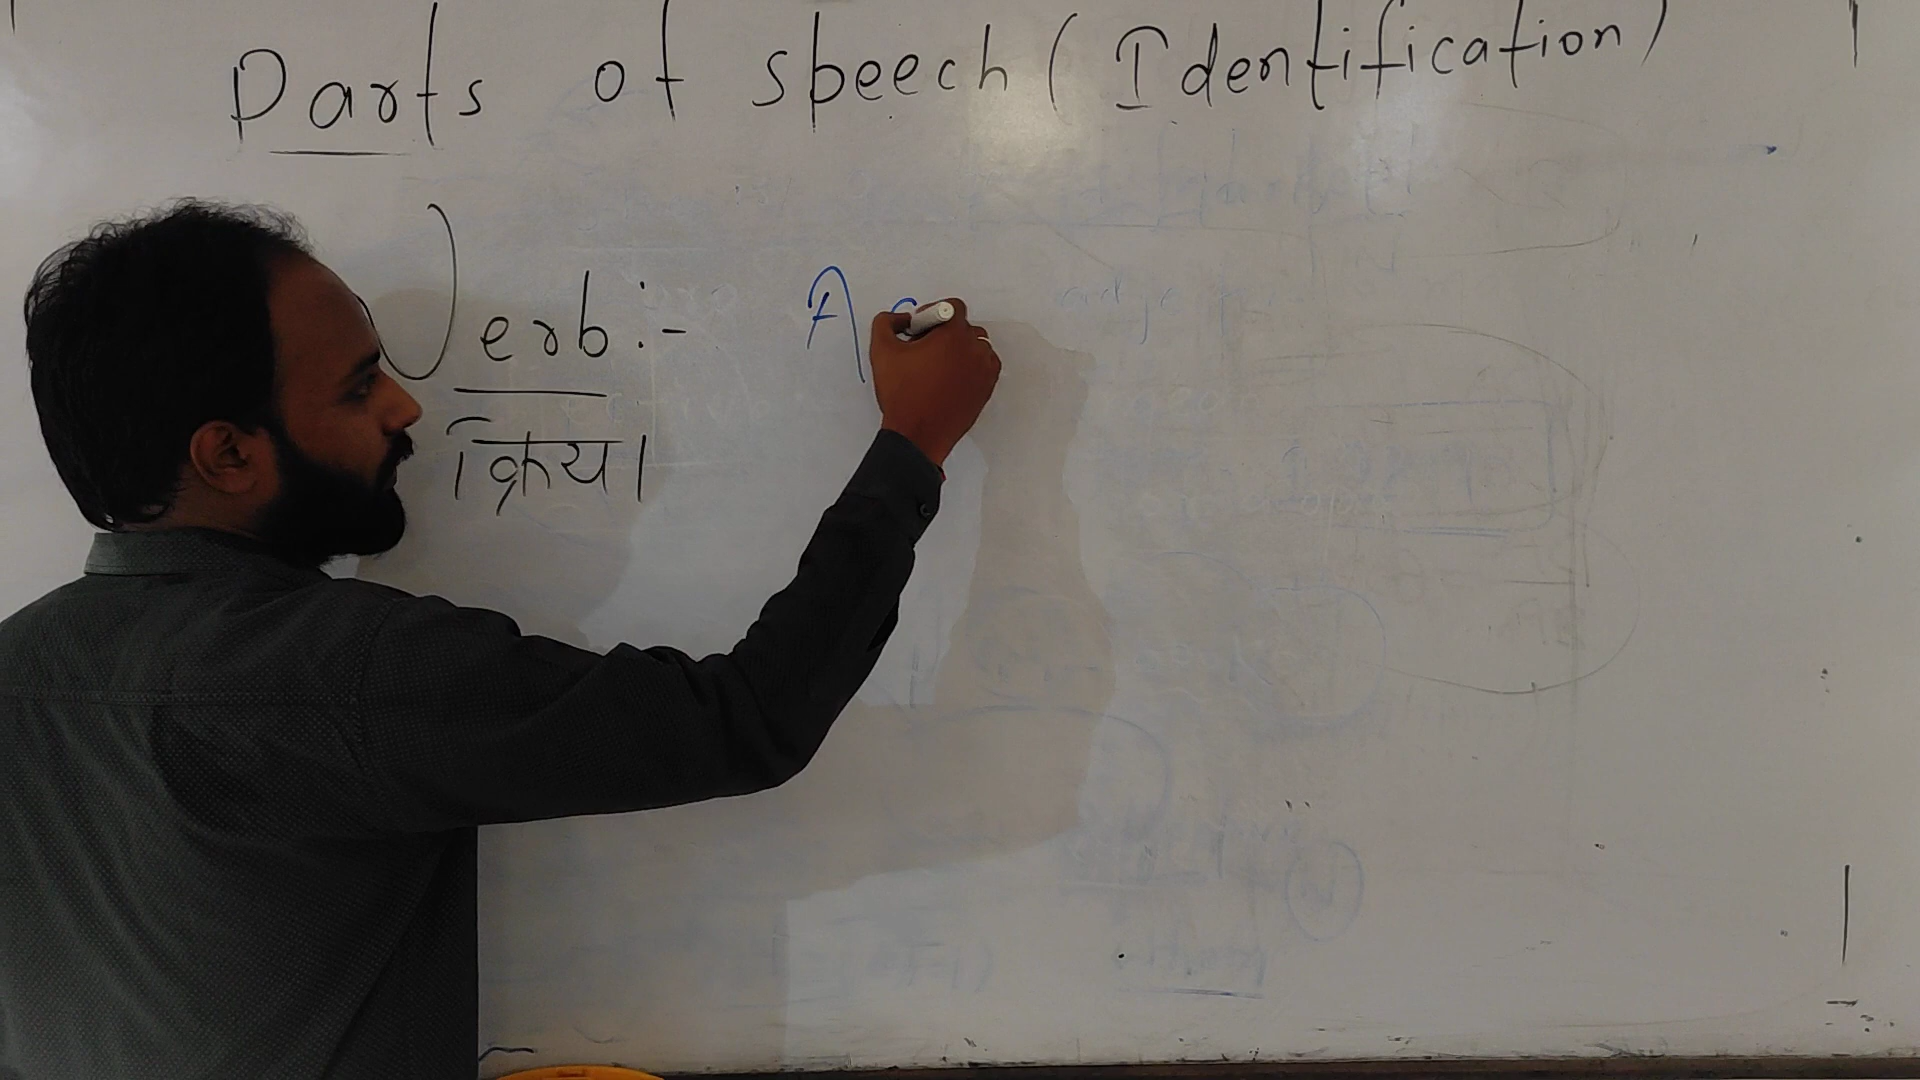 Parts of speech (Identification)
Verb :- A
क्रिया